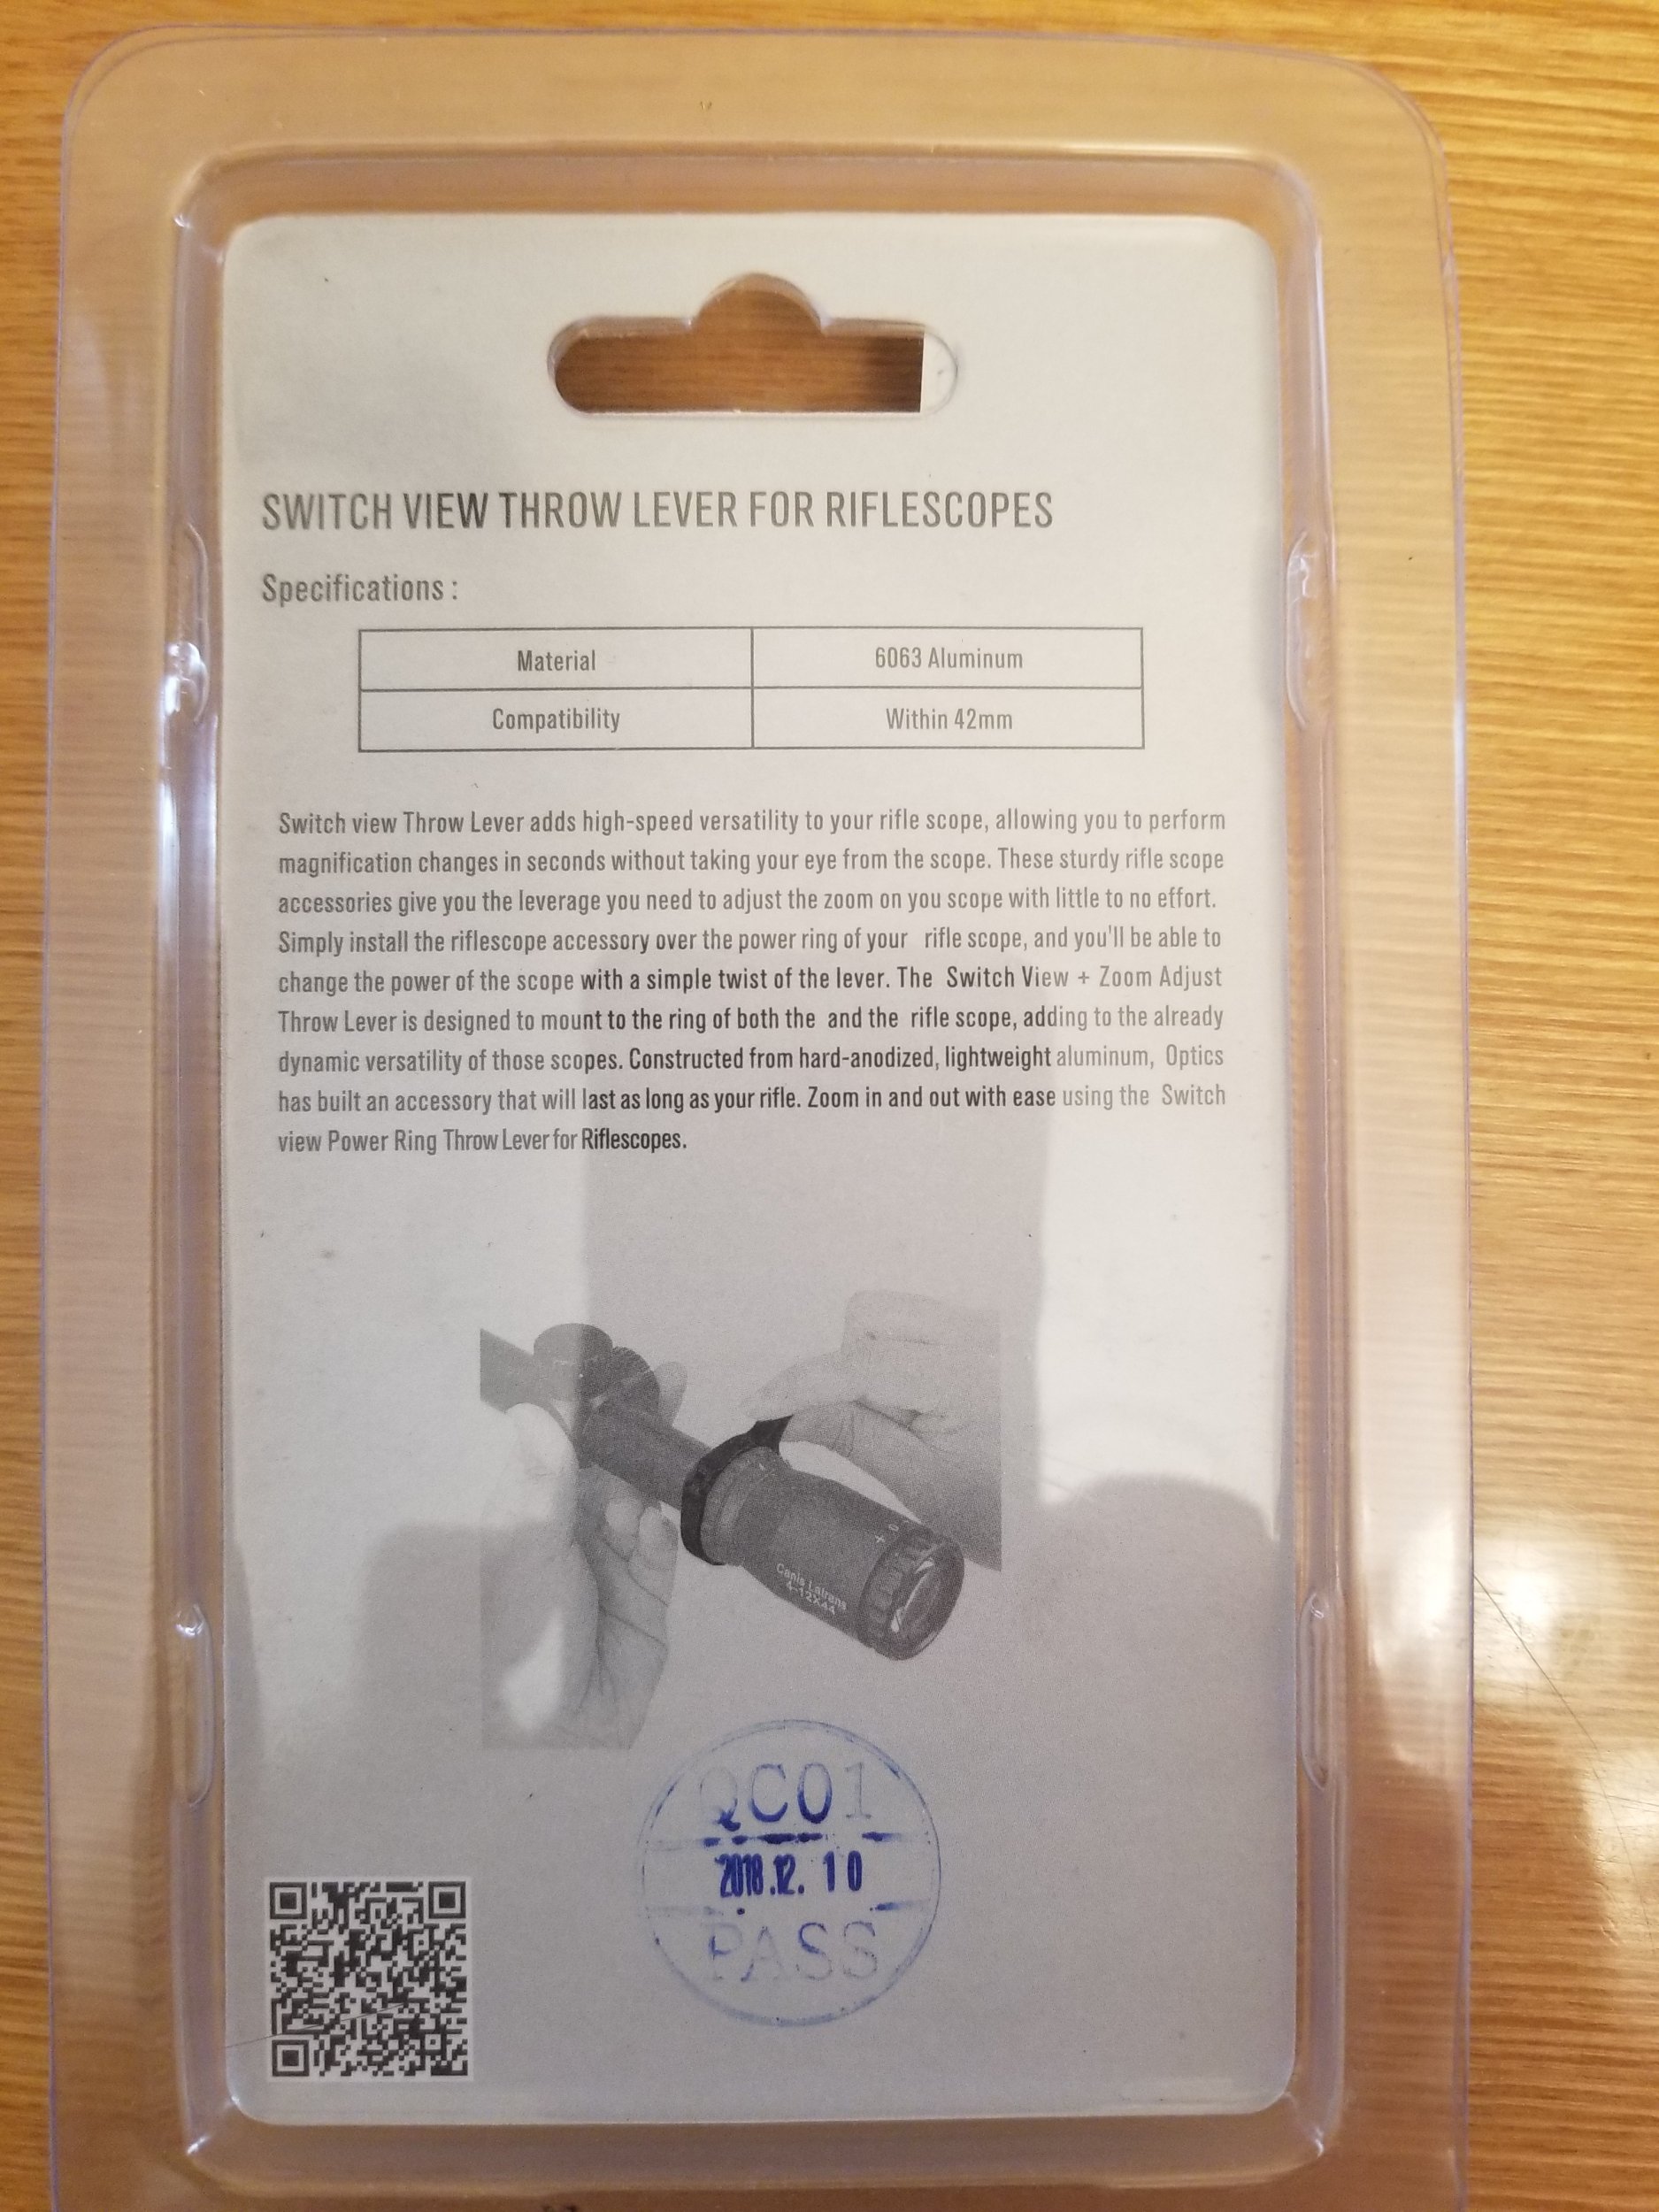 SWITCH VIEW THROW LEVER FOR RIFLESCOPES
Specifications :
Material 6063 Aluminum
Compatibility Within 42mm
Switch view Throw Lever adds high-speed versatility to your rifle scope, allowing you to perform
magnification changes in seconds without taking your eye from the scope. These sturdy rifle scope
accessories give you the leverage you need to adjust the zoom on you scope with little to no effort.
Simply install the riflescope accessory over the power ring of your rifle scope, and you'll be able to
change the power of the scope with a simple twist of the lever. The Switch View + Zoom Adjust
Throw Lever is designed to mount to the ring of both the and the rifle scope, adding to the already
dynamic versatility of those scopes. Constructed from hard-anodized, lightweight aluminum, Optics
has built an accessory that will last as long as your rifle. Zoom in and out with ease using the Switch
view Power Ring Throw Lever for Riflescopes.
+ 0
Canis Latrans
4-12X44
QC01
2018.12.10
PASS